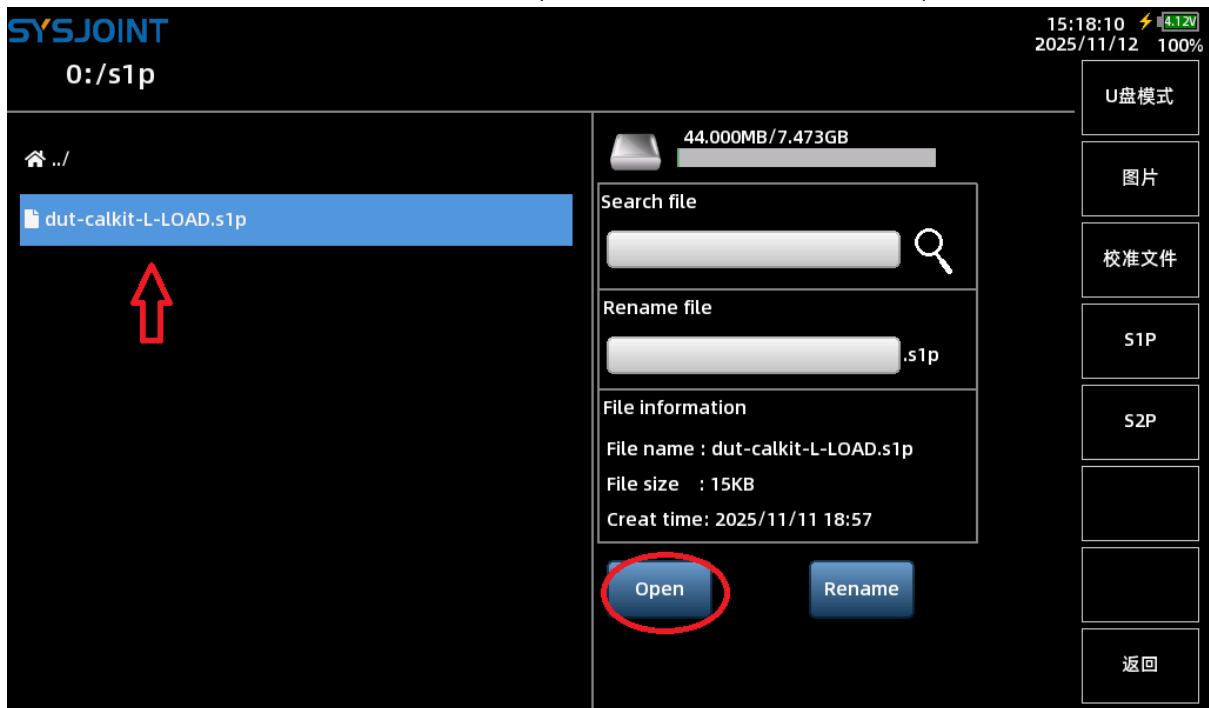 SYSJOINT
15:18:10 4.12V
2025/11/12 100%
0:/s1p
../
dut-calkit-L-LOAD.s1p
44.000MB/7.473GB
Search file
Rename file
.s1p
File information
File name : dut-calkit-L-LOAD.s1p
File size : 15KB
Creat time: 2025/11/11 18:57
Open
Rename
U盘模式
图片
校准文件
S1P
S2P
返回